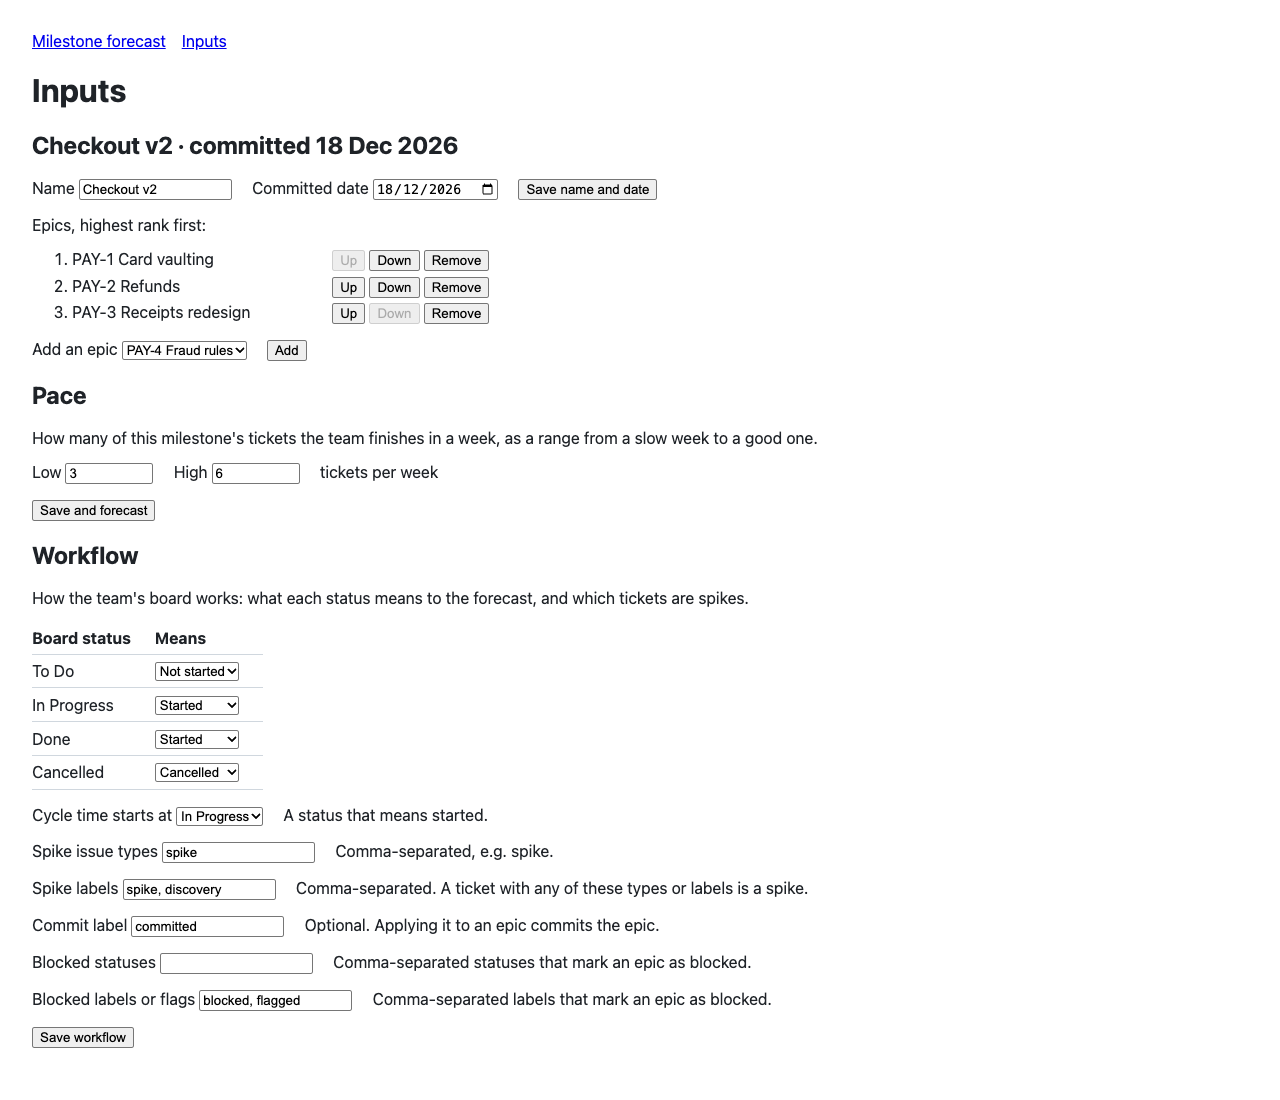 Milestone forecast Inputs
Inputs
Checkout v2 · committed 18 Dec 2026
Name Checkout v2 Committed date 18/12/2026 Save name and date
Epics, highest rank first:
1. PAY-1 Card vaulting Up Down Remove
2. PAY-2 Refunds Up Down Remove
3. PAY-3 Receipts redesign Up Down Remove
Add an epic PAY-4 Fraud rules Add
Pace
How many of this milestone's tickets the team finishes in a week, as a range from a slow week to a good one.
Low 3 High 6 tickets per week
Save and forecast
Workflow
How the team's board works: what each status means to the forecast, and which tickets are spikes.
Board status Means
To Do Not started
In Progress Started
Done Started
Cancelled Cancelled
Cycle time starts at In Progress A status that means started.
Spike issue types spike Comma-separated, e.g. spike.
Spike labels spike, discovery Comma-separated. A ticket with any of these types or labels is a spike.
Commit label committed Optional. Applying it to an epic commits the epic.
Blocked statuses Comma-separated statuses that mark an epic as blocked.
Blocked labels or flags blocked, flagged Comma-separated labels that mark an epic as blocked.
Save workflow